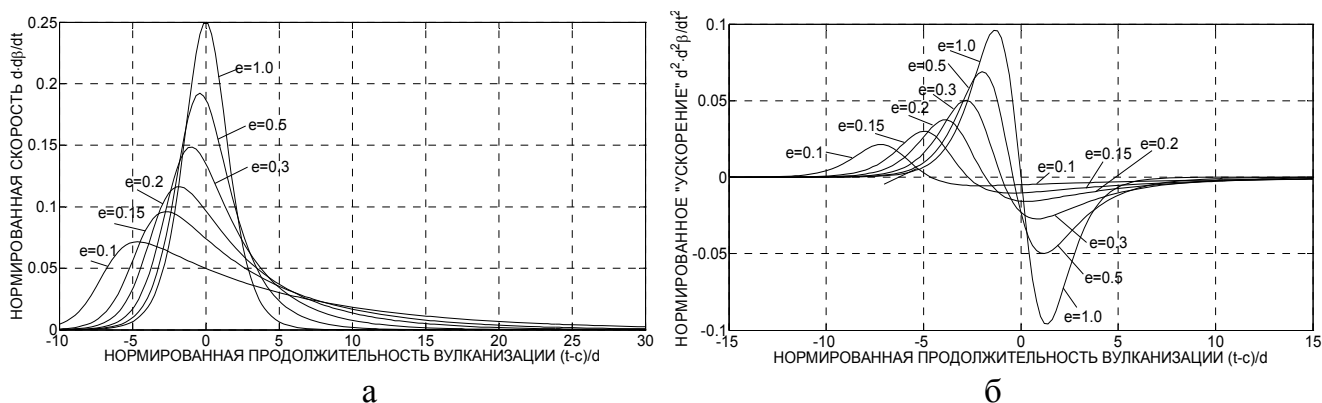 НОРМИРОВАННАЯ СКОРОСТЬ d·dβ/dt
0.25
0.2
0.15
0.1
0.05
0
-10
-5
0
5
10
15
20
25
30
e=1.0
e=0.5
e=0.3
e=0.2
e=0.15
e=0.1
НОРМИРОВАННАЯ ПРОДОЛЖИТЕЛЬНОСТЬ ВУЛКАНИЗАЦИИ (t-c)/d
а
НОРМИРОВАННОЕ "УСКОРЕНИЕ" d²·d²β/dt²
0.1
0.05
0
-0.05
-0.1
-15
-10
-5
0
5
10
15
e=1.0
e=0.5
e=0.3
e=0.2
e=0.15
e=0.1
e=0.1
e=0.15
e=0.2
e=0.3
e=0.5
e=1.0
НОРМИРОВАННАЯ ПРОДОЛЖИТЕЛЬНОСТЬ ВУЛКАНИЗАЦИИ (t-c)/d
б